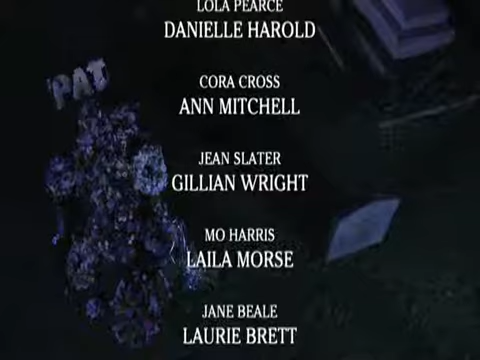 LOLA PEARCE
DANIELLE HAROLD
PAT
CORA CROSS
ANN MITCHELL
JEAN SLATER
GILLIAN WRIGHT
MO HARRIS
LAILA MORSE
JANE BEALE
LAURIE BRETT